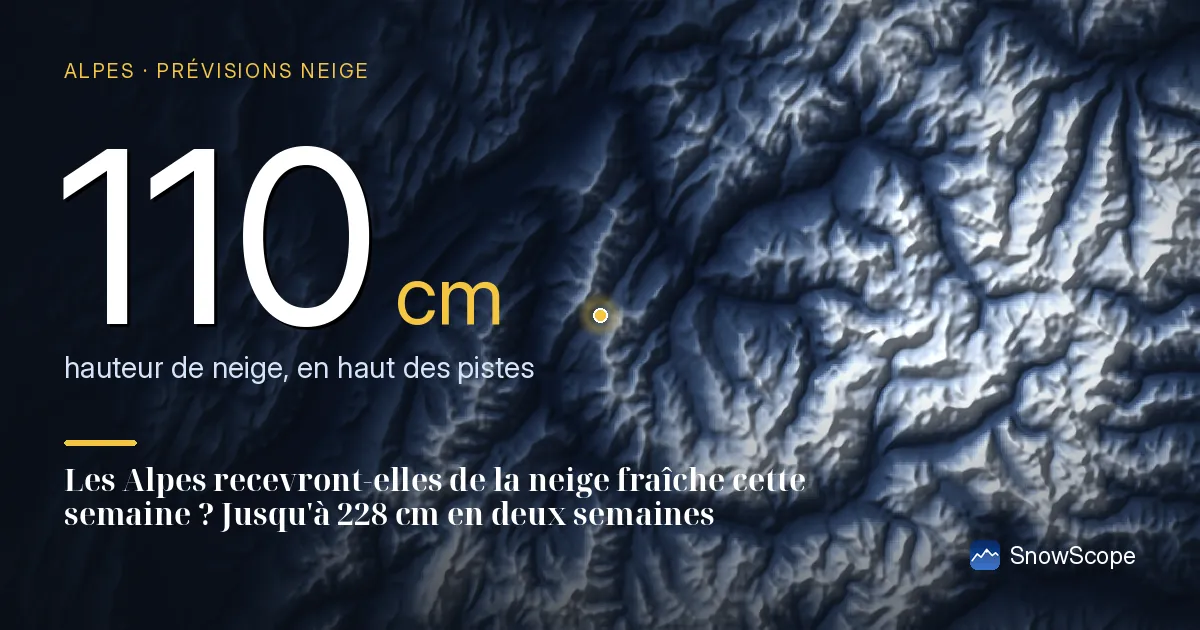 ALPES · PRÉVISIONS NEIGE
110 cm
hauteur de neige, en haut des pistes
Les Alpes recevront-elles de la neige fraîche cette
semaine ? Jusqu'à 228 cm en deux semaines
SnowScope